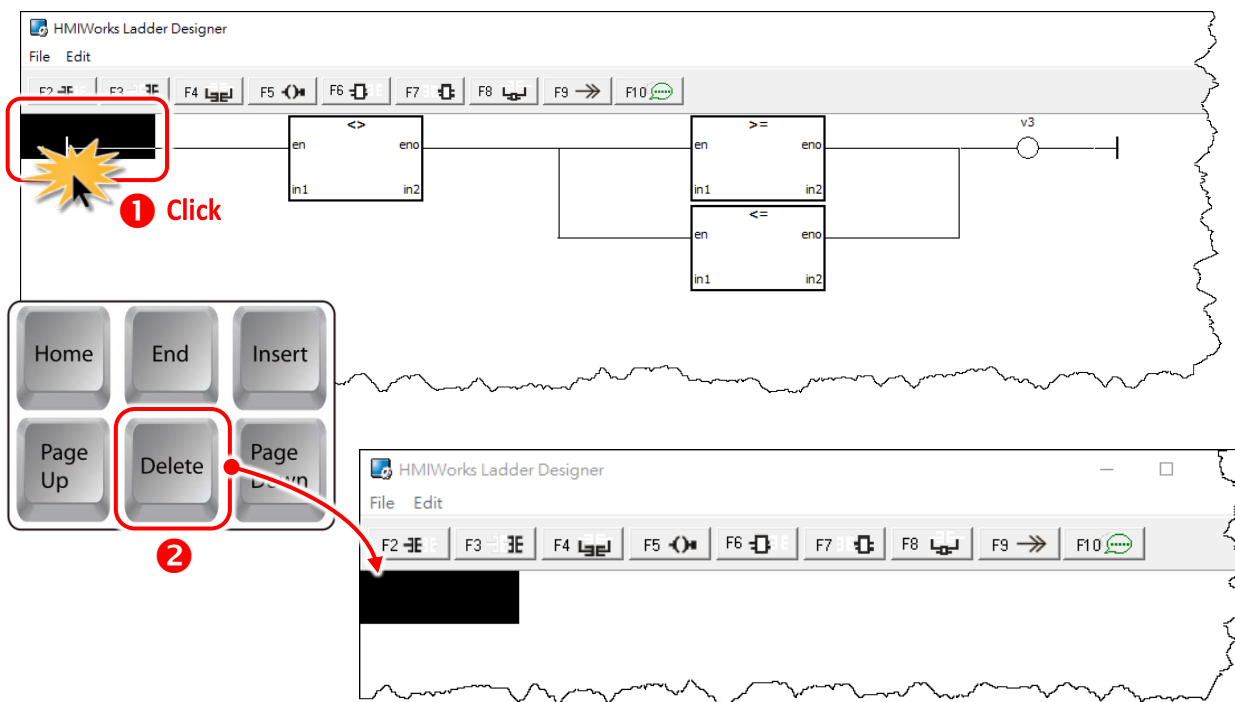 HMIWorks Ladder Designer
File Edit
F2 F3 F4 F5 F6 F7 F8 F9 F10
<> >= v3
en eno en eno
in1 in2 in1 in2
1 Click
<=
en eno
in1 in2
Home End Insert
Page Up Delete Page Down
2
HMIWorks Ladder Designer
File Edit
F2 F3 F4 F5 F6 F7 F8 F9 F10